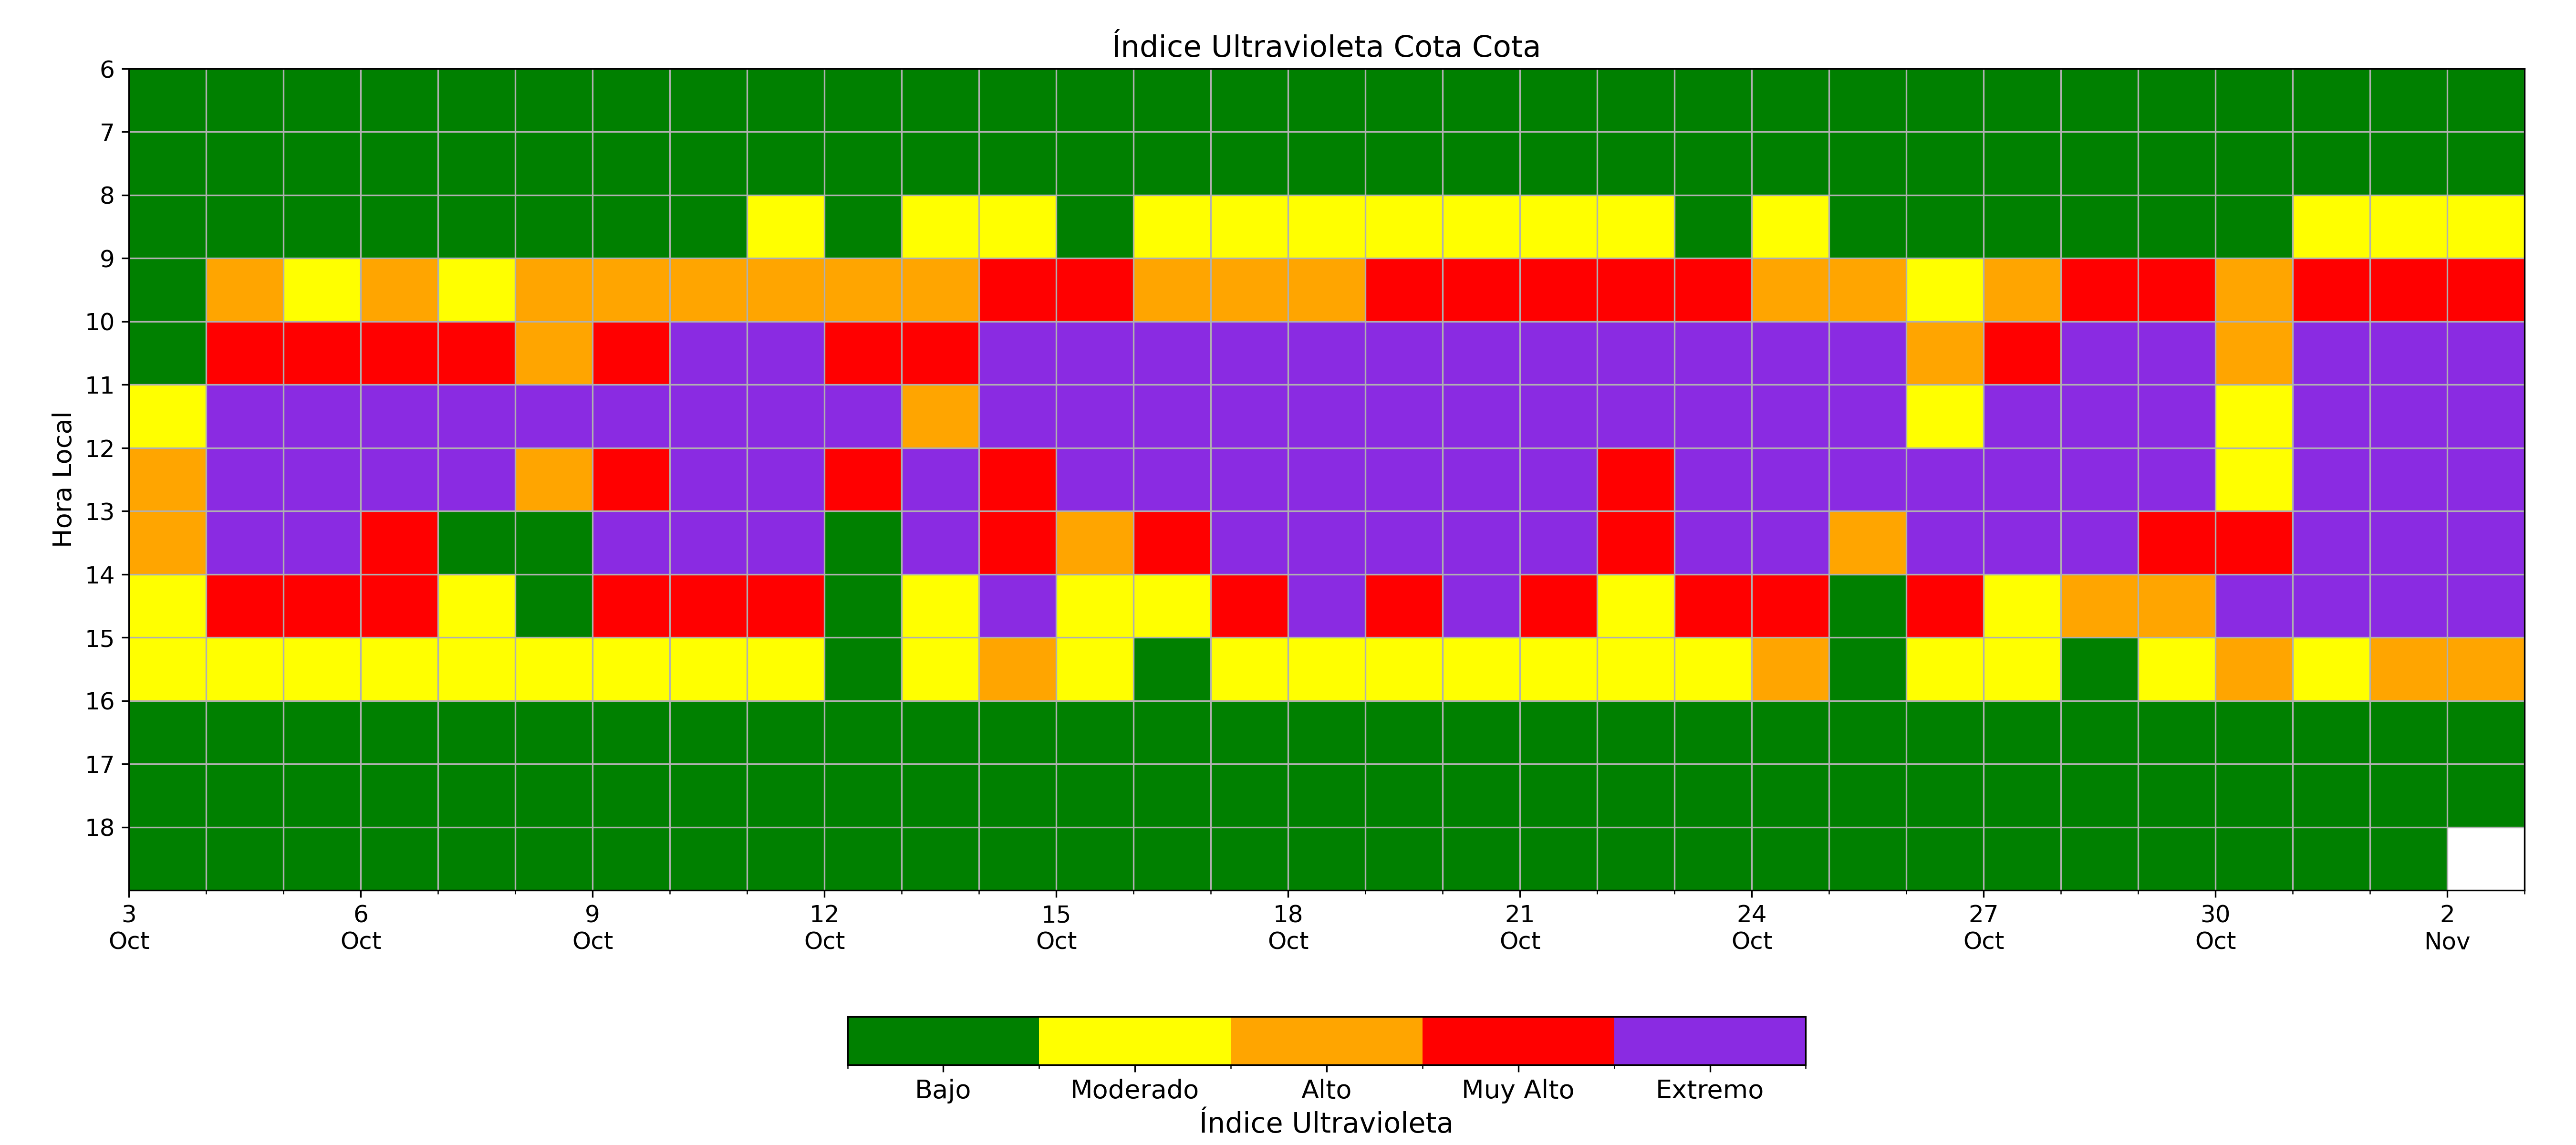 Índice Ultravioleta Cota Cota
Hora Local
6
7
8
9
10
11
12
13
14
15
16
17
18
3 6 9 12 15 18 21 24 27 30 2
Oct Oct Oct Oct Oct Oct Oct Oct Oct Oct Nov
Bajo Moderado Alto Muy Alto Extremo
Índice Ultravioleta